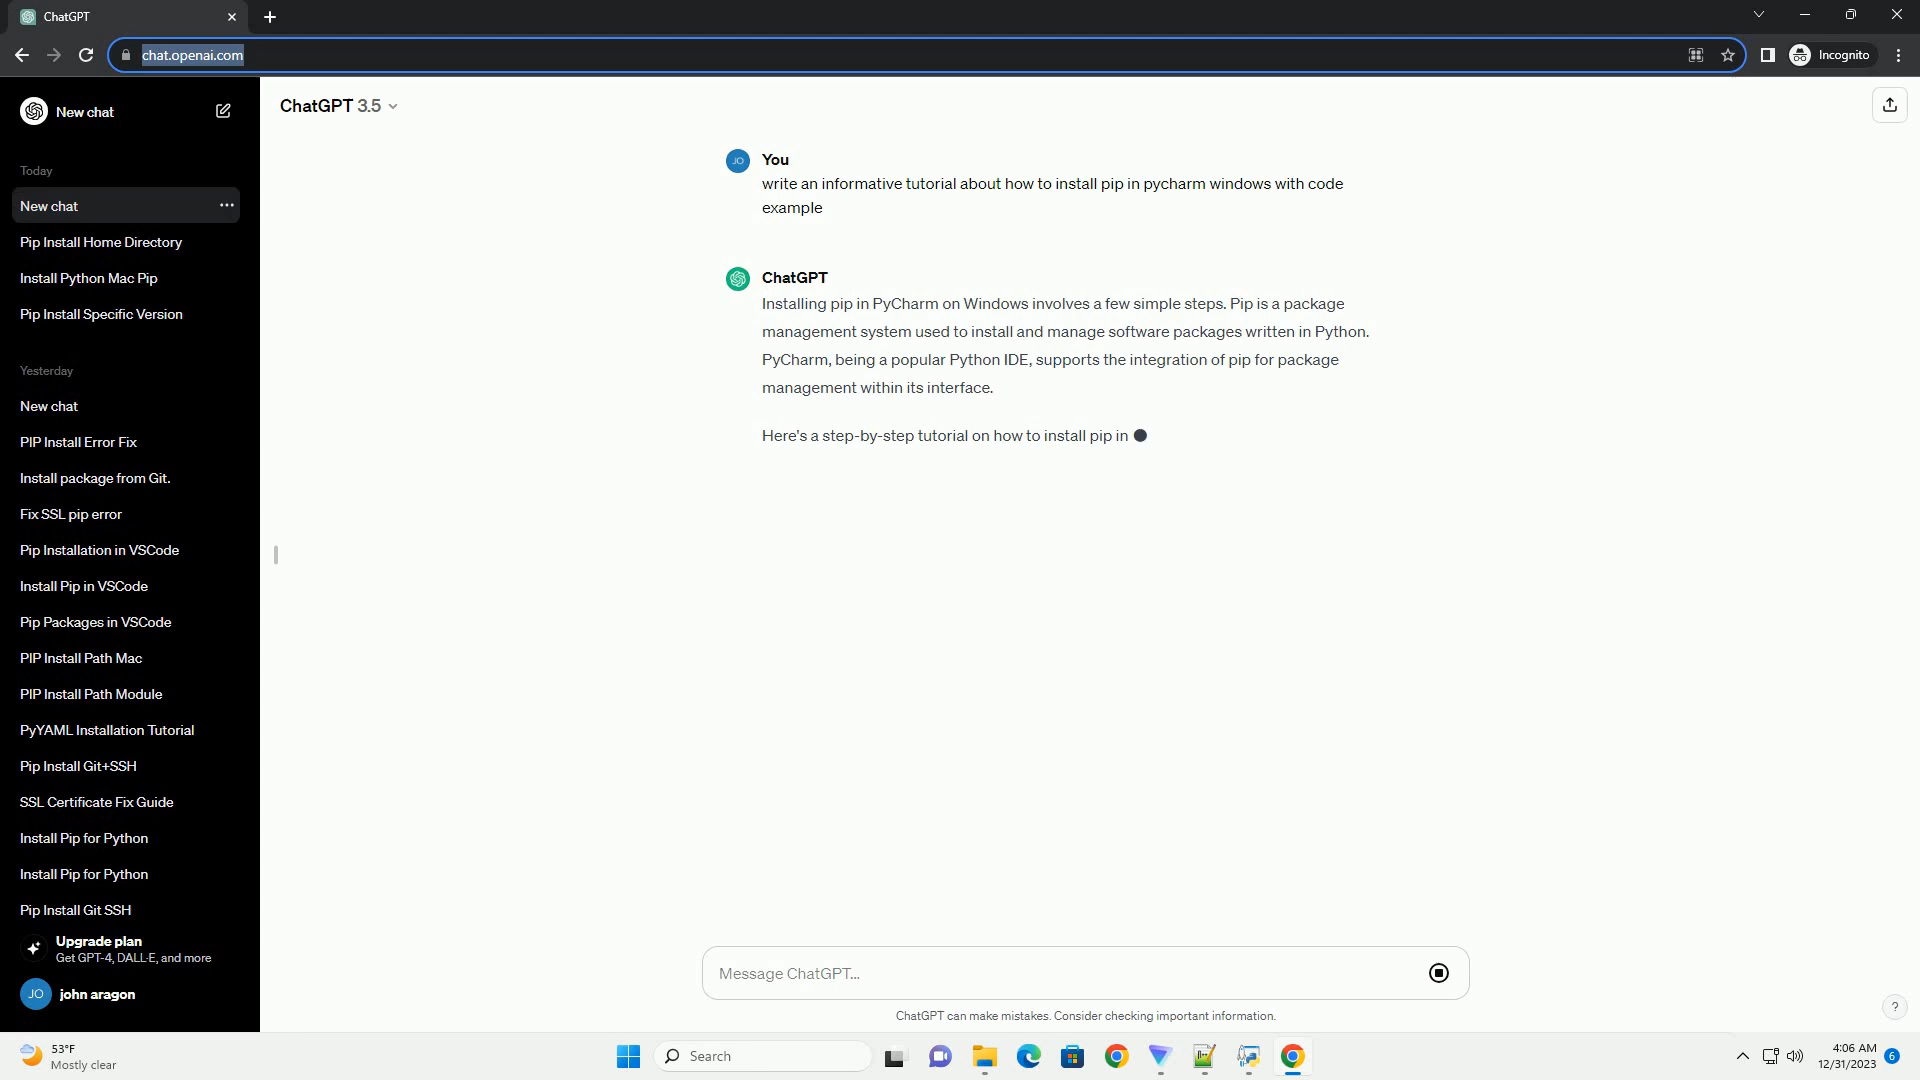 ChatGPT
chat.openai.com
Incognito
New chat
Today
New chat
Pip Install Home Directory
Install Python Mac Pip
Pip Install Specific Version
Yesterday
New chat
PIP Install Error Fix
Install package from Git.
Fix SSL pip error
Pip Installation in VSCode
Install Pip in VSCode
Pip Packages in VSCode
PIP Install Path Mac
PIP Install Path Module
PyYAML Installation Tutorial
Pip Install Git+SSH
SSL Certificate Fix Guide
Install Pip for Python
Install Pip for Python
Pip Install Git SSH
Upgrade plan
Get GPT-4, DALL·E, and more
JO john aragon
ChatGPT 3.5
JO You
write an informative tutorial about how to install pip in pycharm windows with code
example
ChatGPT
Installing pip in PyCharm on Windows involves a few simple steps. Pip is a package
management system used to install and manage software packages written in Python.
PyCharm, being a popular Python IDE, supports the integration of pip for package
management within its interface.
Here's a step-by-step tutorial on how to install pip in
Message ChatGPT...
ChatGPT can make mistakes. Consider checking important information.
?
53°F
Mostly clear
Search
4:06 AM
12/31/2023
6